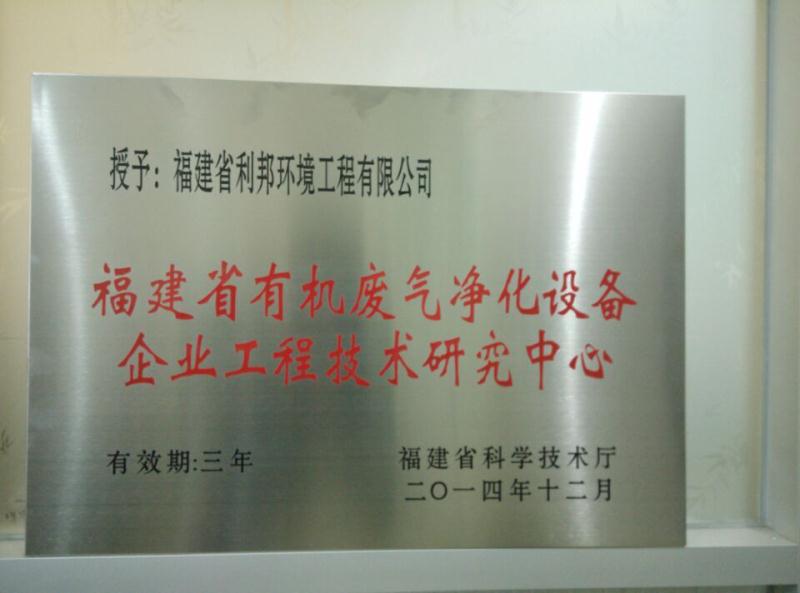 授予：福建省利邦环境工程有限公司
福建省有机废气净化设备
企业工程技术研究中心
有效期:三年
福建省科学技术厅
二〇一四年十二月